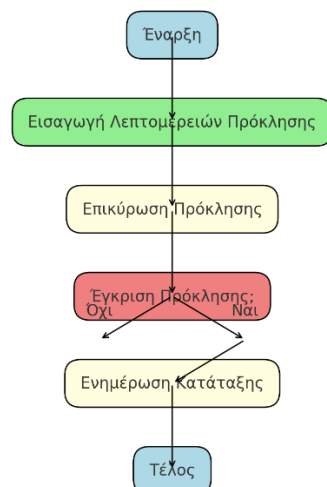 Έναρξη
Εισαγωγή Λεπτομερειών Πρόκλησης
Επικύρωση Πρόκλησης
Έγκριση Πρόκλησης;
Όχι Ναι
Ενημέρωση Κατάταξης
Τέλος